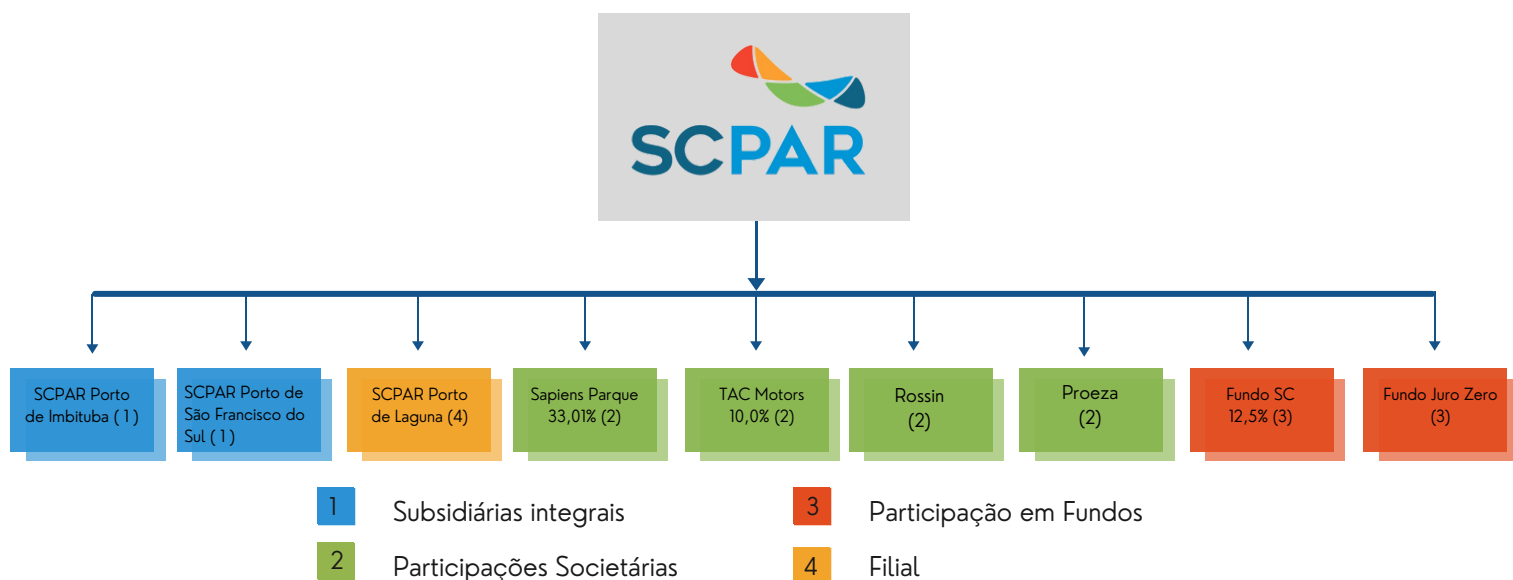 SCPAR
SCPAR Porto
de Imbituba ( 1 )
SCPAR Porto de
São Francisco do
Sul ( 1 )
SCPAR Porto
de Laguna (4)
Sapiens Parque
33,01% (2)
TAC Motors
10,0% (2)
Rossin
(2)
Proeza
(2)
Fundo SC
12,5% (3)
Fundo Juro Zero
(3)
1 Subsidiárias integrais
2 Participações Societárias
3 Participação em Fundos
4 Filial